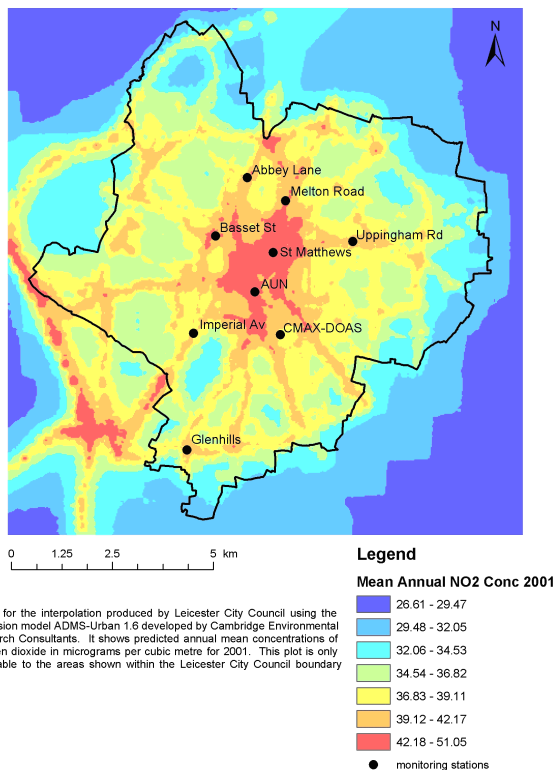 N
Abbey Lane
Melton Road
Basset St
Uppingham Rd
St Matthews
AUN
Imperial Av
CMAX-DOAS
Glenhills
0 1.25 2.5 5 km
for the interpolation produced by Leicester City Council using the
sion model ADMS-Urban 1.6 developed by Cambridge Environmental
rch Consultants. It shows predicted annual mean concentrations of
en dioxide in micrograms per cubic metre for 2001. This plot is only
able to the areas shown within the Leicester City Council boundary
Legend
Mean Annual NO2 Conc 2001
26.61 - 29.47
29.48 - 32.05
32.06 - 34.53
34.54 - 36.82
36.83 - 39.11
39.12 - 42.17
42.18 - 51.05
monitoring stations